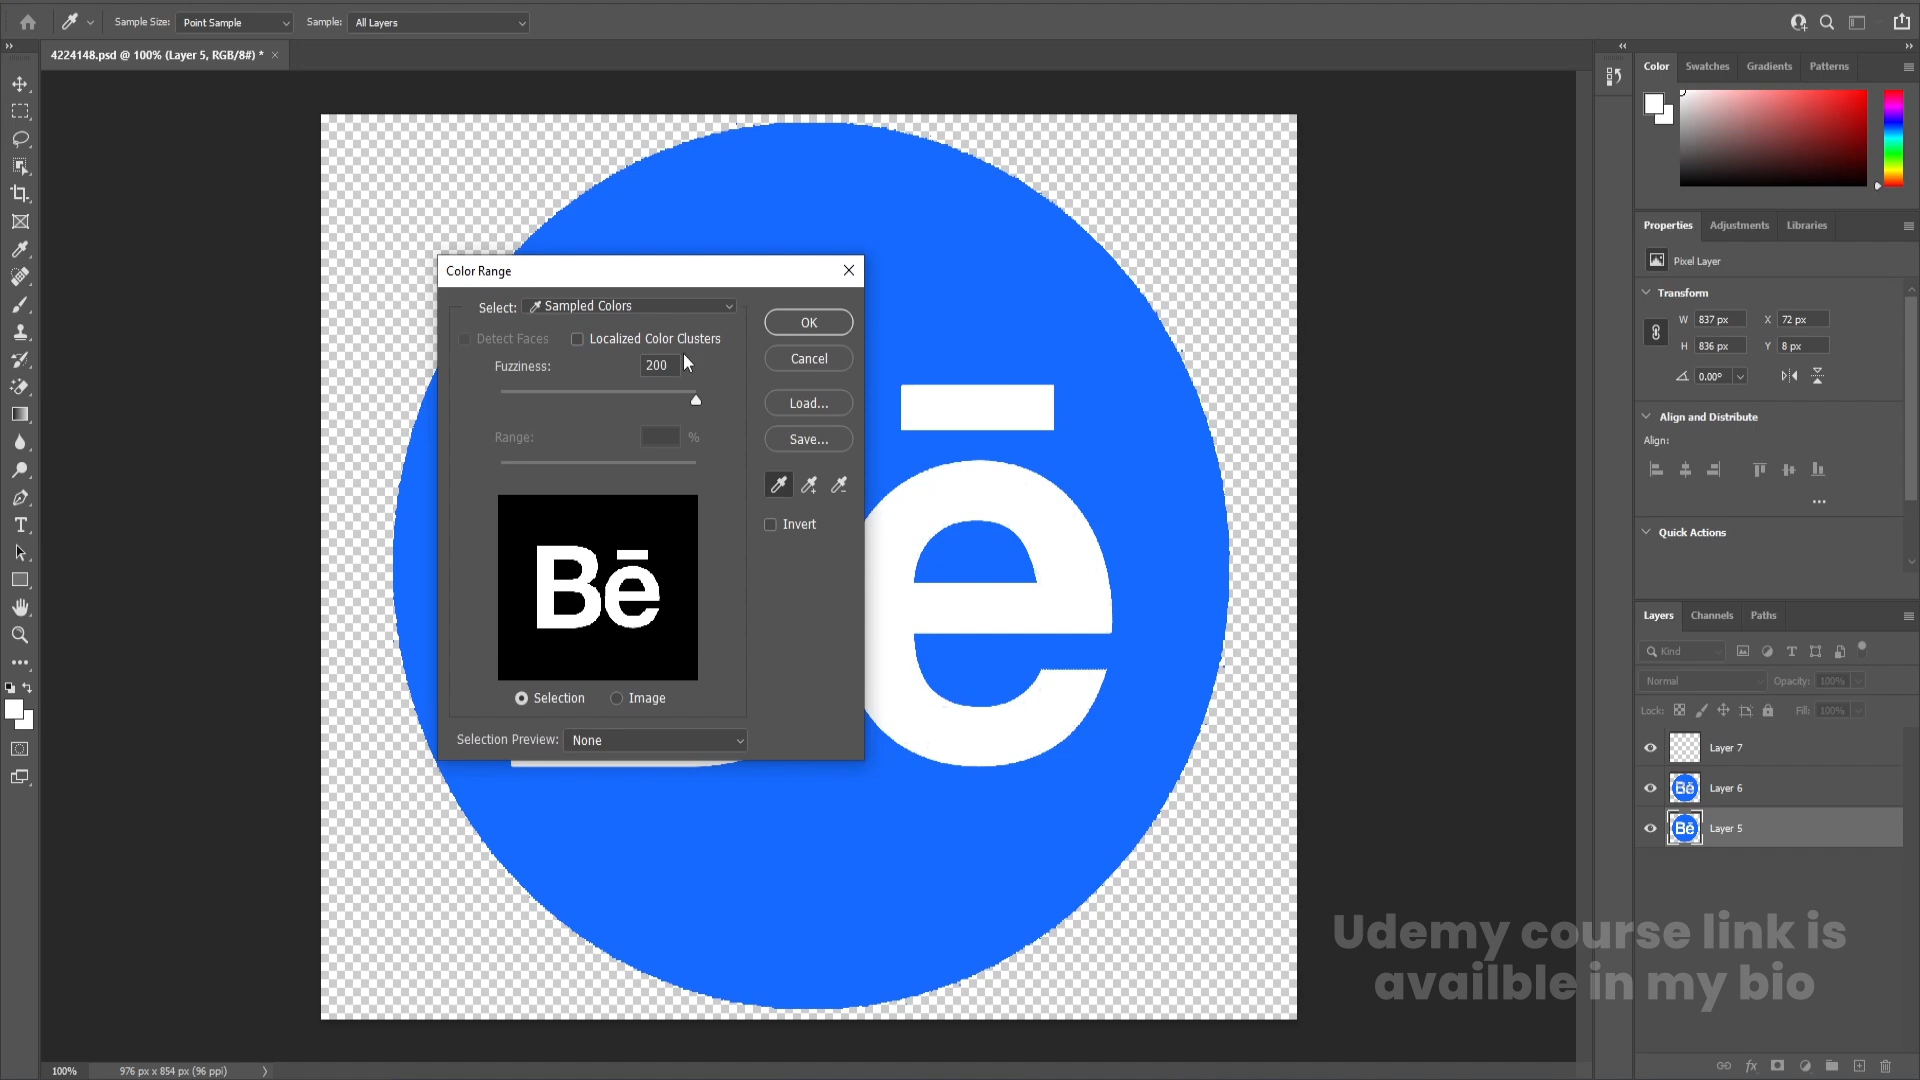 Sample Size: Point Sample Sample: All Layers
4224148.psd @ 100% (Layer 5, RGB/8#) *
Color Swatches Gradients Patterns
Properties Adjustments Libraries
Pixel Layer
Transform
W 837 px X 72 px
H 836 px Y 8 px
0.00°
Align and Distribute
Align:
Quick Actions
Layers Channels Paths
Kind
Normal Opacity: 100%
Lock: Fill: 100%
Layer 7
Bē Layer 6
Bē Layer 5
Color Range
Select: Sampled Colors
Detect Faces Localized Color Clusters
Fuzziness: 200
Range: %
OK
Cancel
Load...
Save...
Invert
Bē
Selection Image
Selection Preview: None
ē
T
Udemy course link is
availble in my bio
100% 976 px x 854 px (96 ppi)
fx